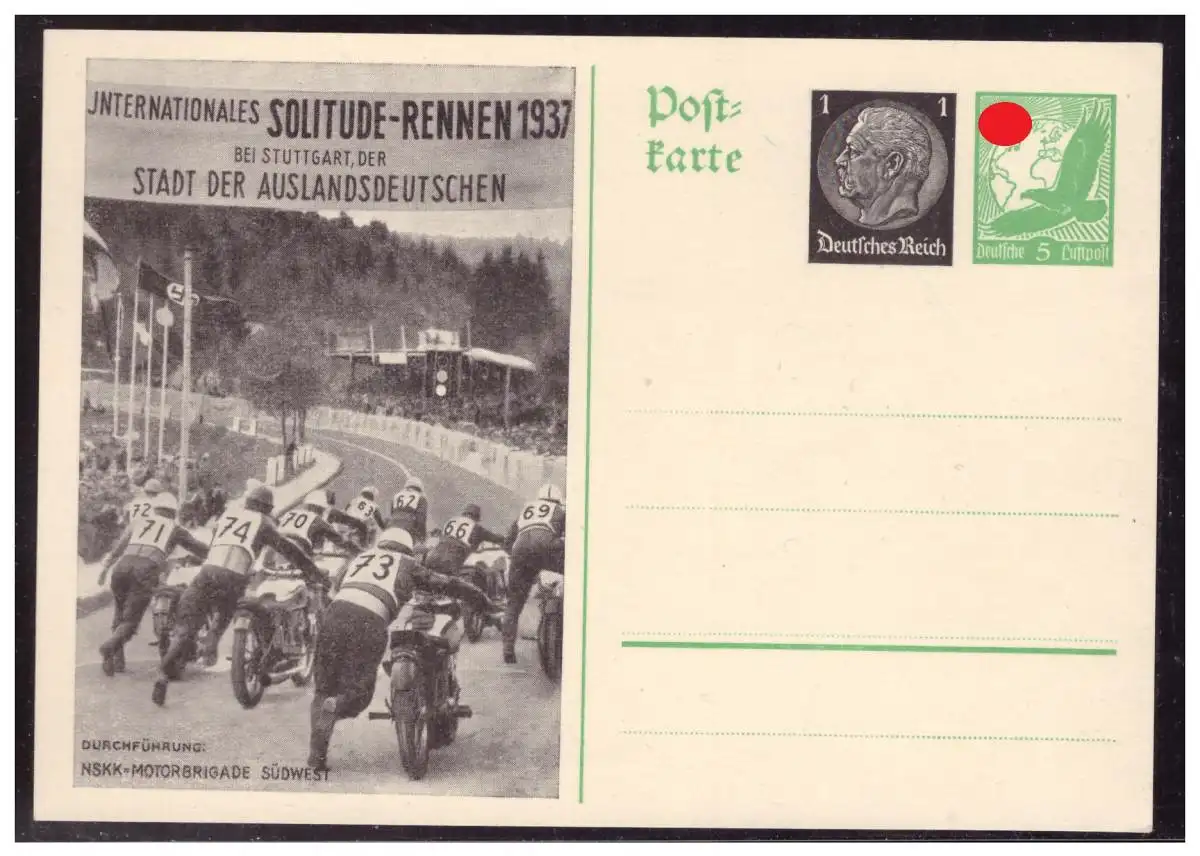 JNTERNATIONALES SOLITUDE-RENNEN 1937
BEI STUTTGART, DER
STADT DER AUSLANDSDEUTSCHEN
72
71
74
70
63
62
66
69
73
DURCHFÜHRUNG:
NSKK=MOTORBRIGADE SÜDWEST
Poſt=
karte
1 1
Deutſches Reich
Deutſche 5 Luftpoſt